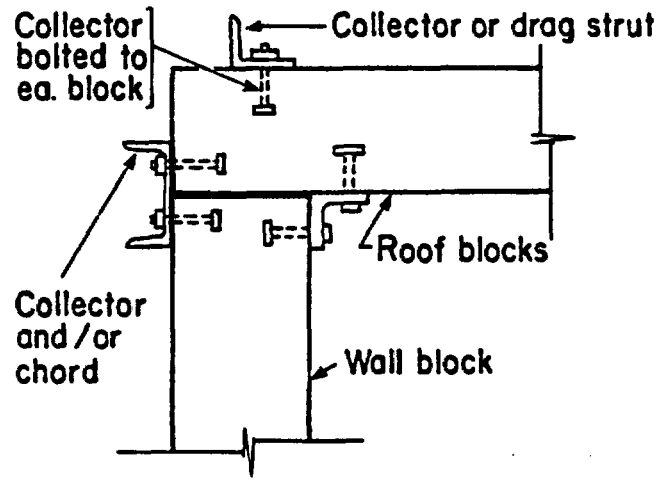 Collector
bolted to
ea. block
Collector or drag strut
Roof blocks
Collector
and/or
chord
Wall block